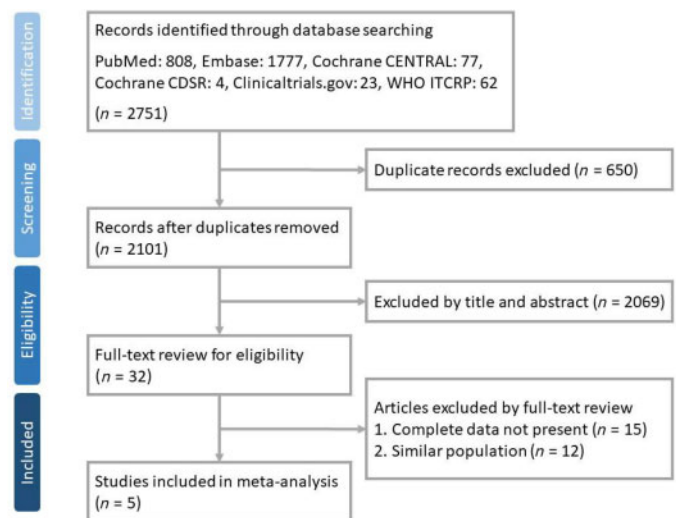 Identification
Records identified through database searching
PubMed: 808, Embase: 1777, Cochrane CENTRAL: 77,
Cochrane CDSR: 4, Clinicaltrials.gov: 23, WHO ITCRP: 62
(n = 2751)
Screening
Duplicate records excluded (n = 650)
Records after duplicates removed
(n = 2101)
Eligibility
Excluded by title and abstract (n = 2069)
Full-text review for eligibility
(n = 32)
Included
Articles excluded by full-text review
1. Complete data not present (n = 15)
2. Similar population (n = 12)
Studies included in meta-analysis
(n = 5)